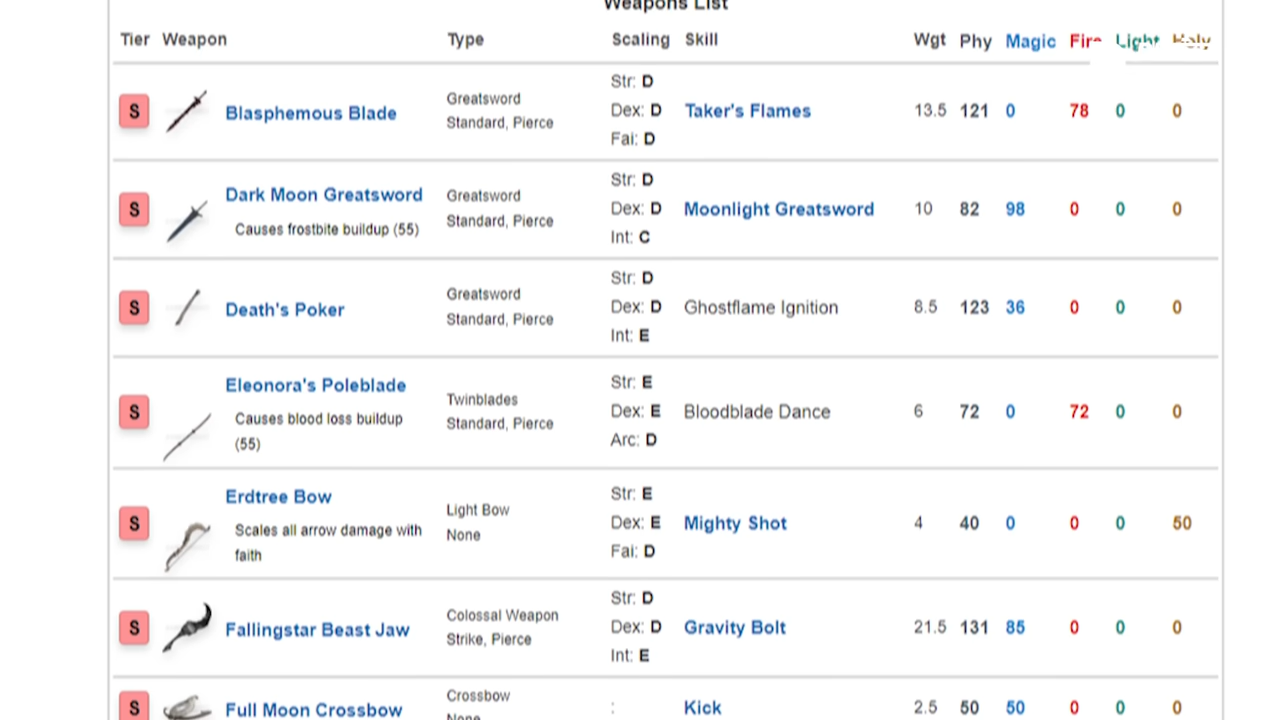 Weapons List
Tier Weapon Type Scaling Skill Wgt Phy Magic Fire Light Holy
S Blasphemous Blade Greatsword Standard, Pierce Str: D Dex: D Fai: D Taker's Flames 13.5 121 0 78 0 0
S Dark Moon Greatsword Causes frostbite buildup (55) Greatsword Standard, Pierce Str: D Dex: D Int: C Moonlight Greatsword 10 82 98 0 0 0
S Death's Poker Greatsword Standard, Pierce Str: D Dex: D Int: E Ghostflame Ignition 8.5 123 36 0 0 0
S Eleonora's Poleblade Causes blood loss buildup (55) Twinblades Standard, Pierce Str: E Dex: E Arc: D Bloodblade Dance 6 72 0 72 0 0
S Erdtree Bow Scales all arrow damage with faith Light Bow None Str: E Dex: E Fai: D Mighty Shot 4 40 0 0 0 50
S Fallingstar Beast Jaw Colossal Weapon Strike, Pierce Str: D Dex: D Int: E Gravity Bolt 21.5 131 85 0 0 0
S Full Moon Crossbow Crossbow None : Kick 2.5 50 50 0 0 0